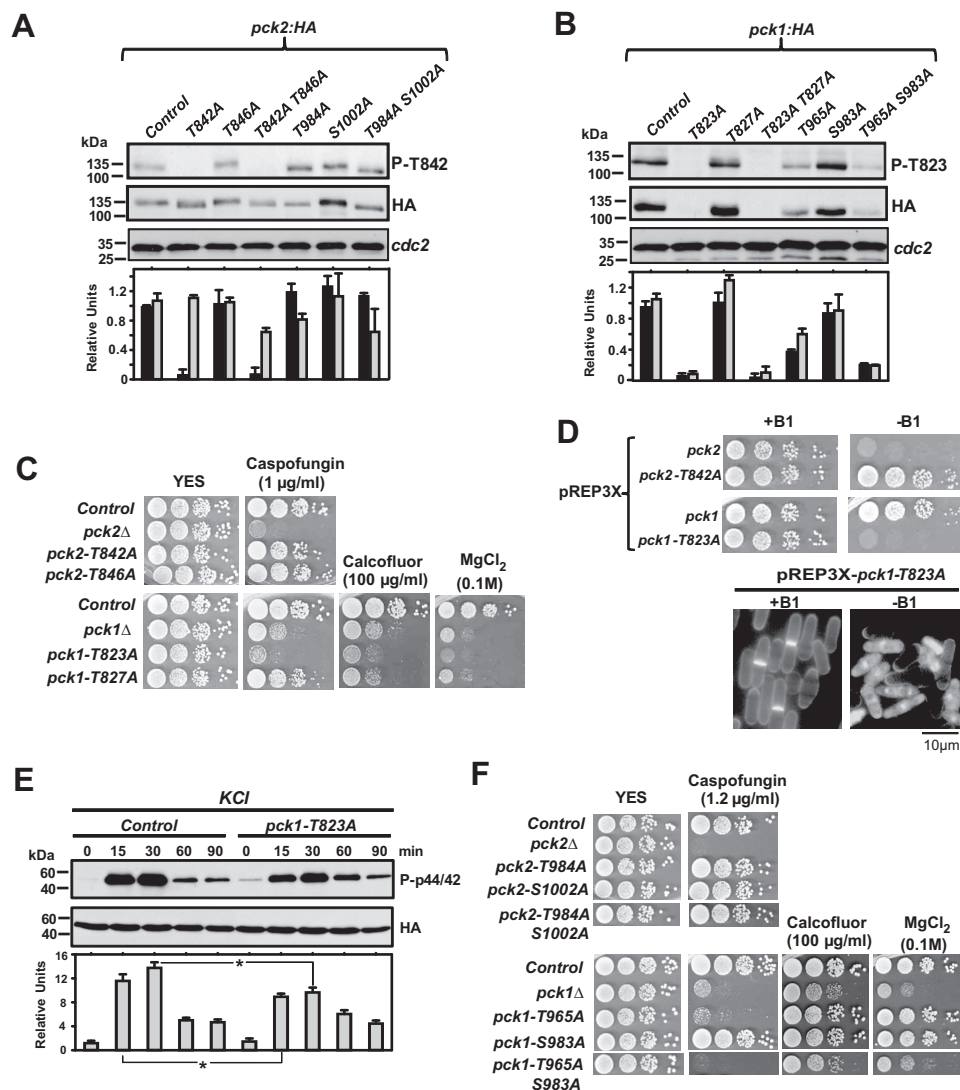 A
pck2:HA
Control
T842A
T846A
T842A T846A
T984A
S1002A
T984A S1002A
kDa
135
100
P-T842
135
100
HA
35
25
cdc2
Relative Units
1.2
0.8
0.4
0
B
pck1:HA
Control
T823A
T827A
T823A T827A
T965A
S983A
T965A S983A
kDa
135
100
P-T823
135
100
HA
35
25
cdc2
Relative Units
1.2
0.8
0.4
0
C
YES
Caspofungin
(1 µg/ml)
Control
pck2Δ
pck2-T842A
pck2-T846A
Calcofluor
(100 µg/ml)
MgCl2
(0.1M)
Control
pck1Δ
pck1-T823A
pck1-T827A
D
+B1
-B1
pREP3X
pck2
pck2-T842A
pck1
pck1-T823A
pREP3X-pck1-T823A
+B1
-B1
10µm
E
KCl
Control
pck1-T823A
kDa
0 15 30 60 90 0 15 30 60 90 min
60
40
P-p44/42
60
40
HA
Relative Units
16
12
8
4
0
*
*
F
YES
Caspofungin
(1.2 µg/ml)
Control
pck2Δ
pck2-T984A
pck2-S1002A
pck2-T984A
S1002A
Calcofluor
(100 µg/ml)
MgCl2
(0.1M)
Control
pck1Δ
pck1-T965A
pck1-S983A
pck1-T965A
S983A